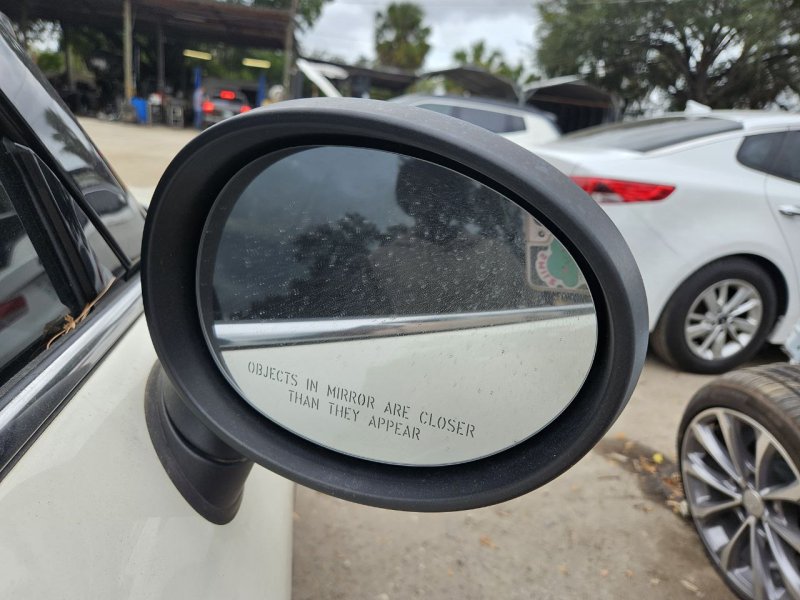 OBJECTS IN MIRROR ARE CLOSER
THAN THEY APPEAR